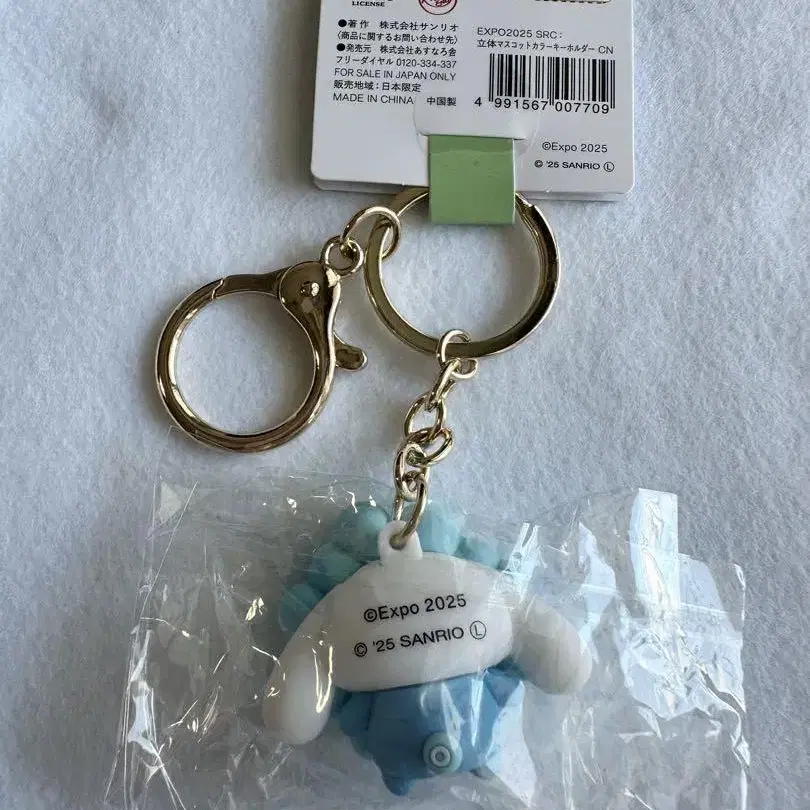 LICENSE
●著作 株式会社サンリオ
〈商品に関するお問い合わせ先〉
●発売元 株式会社あすなろ舎
フリーダイヤル 0120-334-337
FOR SALE IN JAPAN ONLY
販売地域:日本限定
MADE IN CHINA 中国製
EXPO2025 SRC:
立体マスコットカラーキーホルダー CN
4 991567 007709
©Expo 2025
© '25 SANRIO Ⓛ
©Expo 2025
© '25 SANRIO Ⓛ